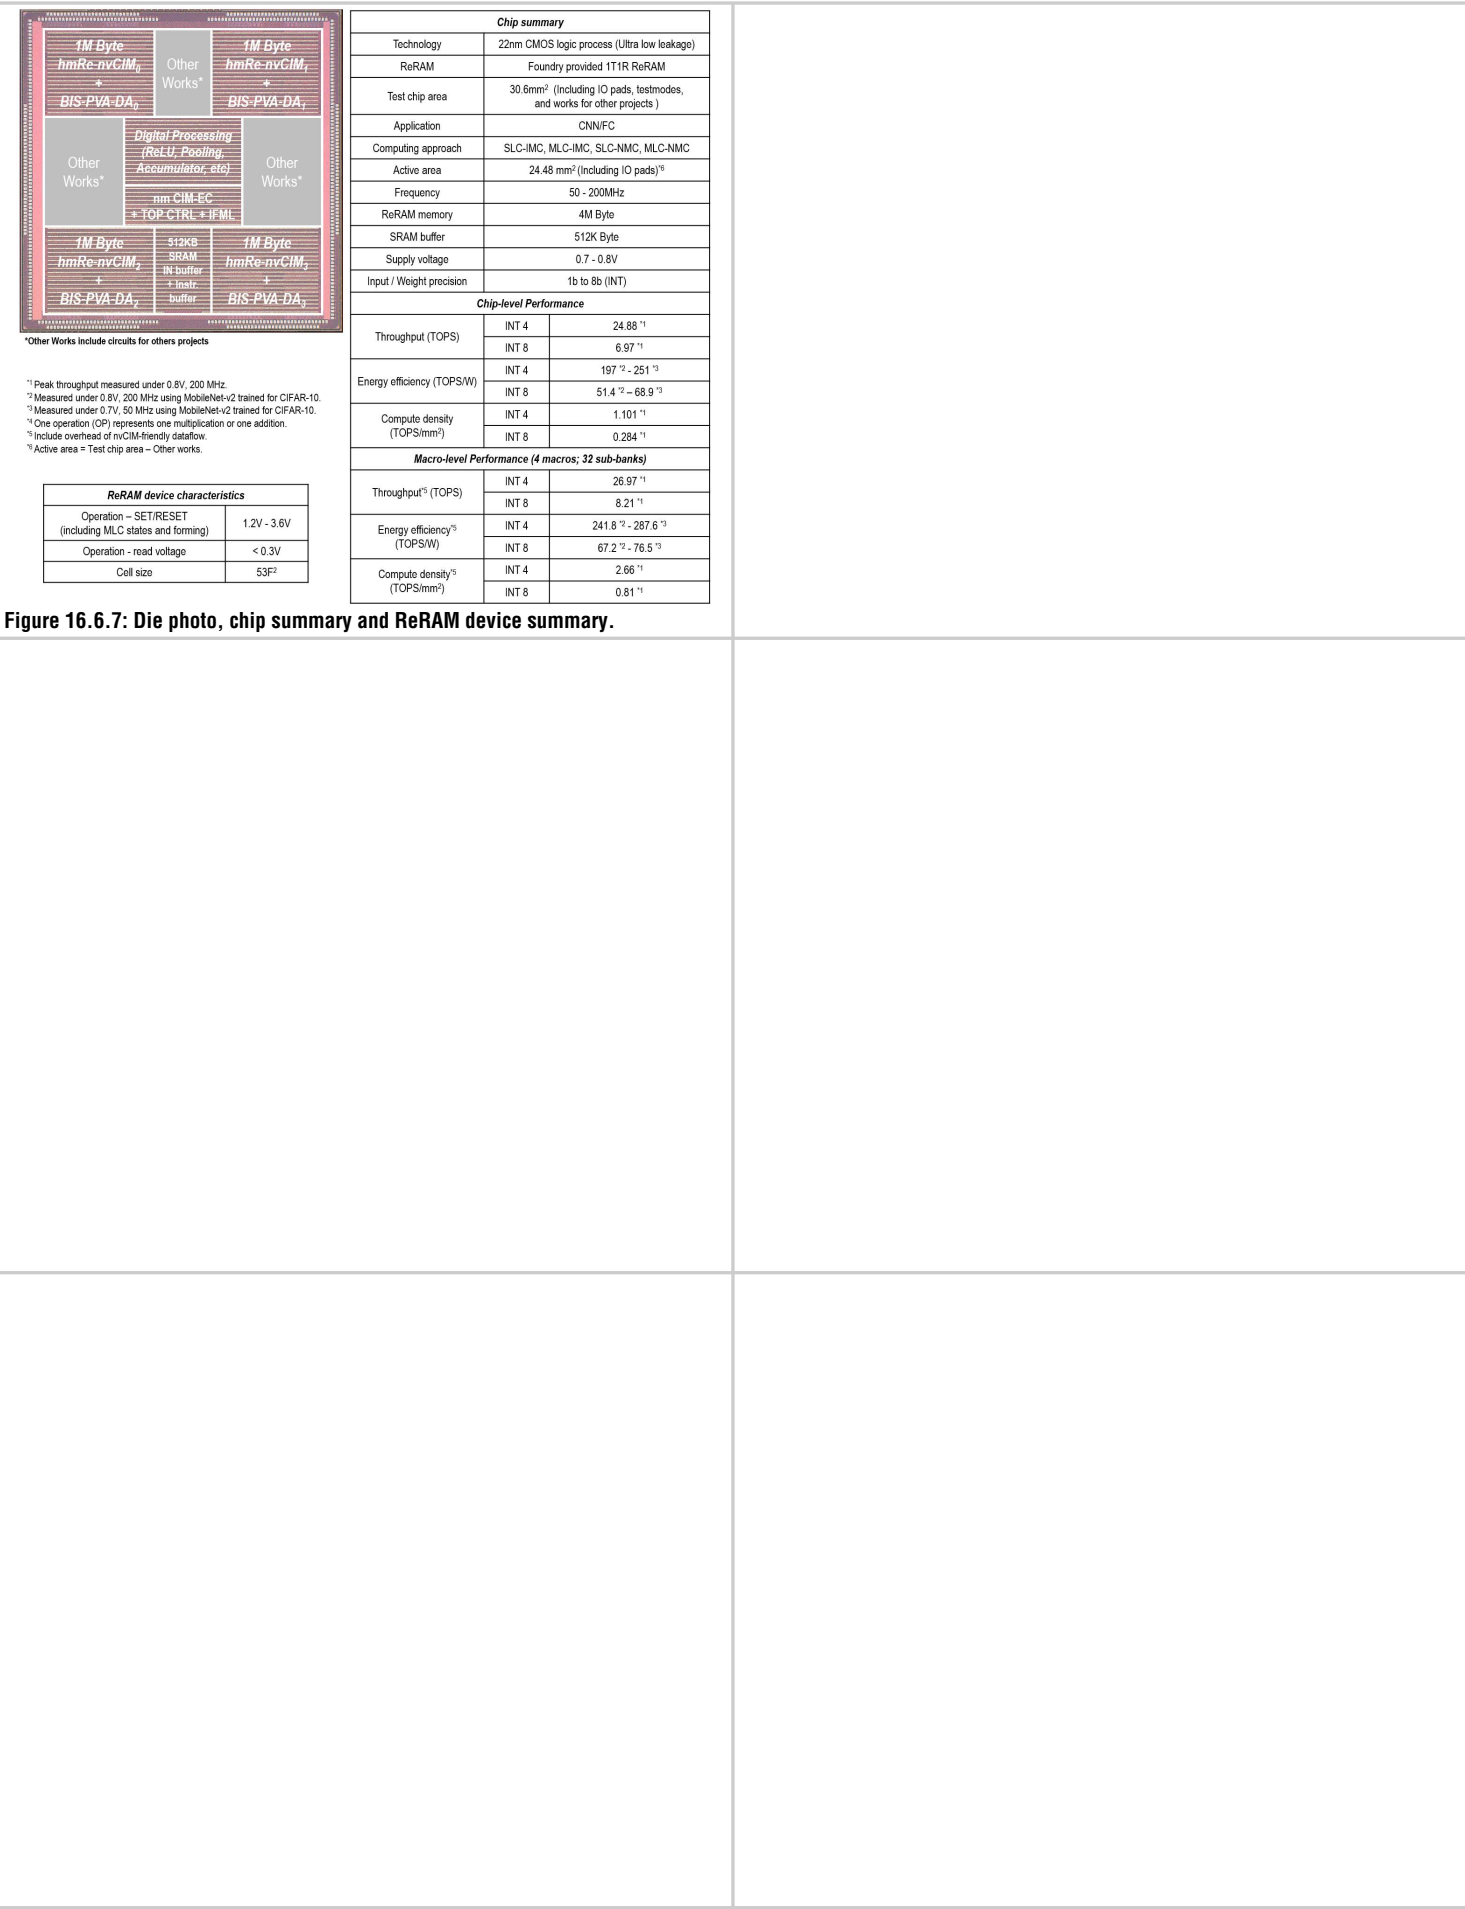 1M Byte
hmRe-nvCIM0
+
BIS-PVA-DA0
Other
Works*
1M Byte
hmRe-nvCIM1
+
BIS-PVA-DA1
Other
Works*
Digital Processing
(ReLU, Pooling,
Accumulator, etc)
nm CIM-EC
+ TOP CTRL + IFML
Other
Works*
1M Byte
hmRe-nvCIM2
+
BIS-PVA-DA2
512KB
SRAM
IN buffer
+ Instr.
buffer
1M Byte
hmRe-nvCIM3
+
BIS-PVA-DA3
*Other Works include circuits for others projects
*1 Peak throughput measured under 0.8V, 200 MHz.
*2 Measured under 0.8V, 200 MHz using MobileNet-v2 trained for CIFAR-10.
*3 Measured under 0.7V, 50 MHz using MobileNet-v2 trained for CIFAR-10.
*4 One operation (OP) represents one multiplication or one addition.
*5 Include overhead of nvCIM-friendly dataflow.
*6 Active area = Test chip area – Other works.
ReRAM device characteristics
Operation – SET/RESET
(including MLC states and forming)
1.2V - 3.6V
Operation - read voltage
< 0.3V
Cell size
53F²
Chip summary
Technology
22nm CMOS logic process (Ultra low leakage)
ReRAM
Foundry provided 1T1R ReRAM
Test chip area
30.6mm² (Including IO pads, testmodes,
and works for other projects )
Application
CNN/FC
Computing approach
SLC-IMC, MLC-IMC, SLC-NMC, MLC-NMC
Active area
24.48 mm² (Including IO pads)*6
Frequency
50 - 200MHz
ReRAM memory
4M Byte
SRAM buffer
512K Byte
Supply voltage
0.7 - 0.8V
Input / Weight precision
1b to 8b (INT)
Chip-level Performance
Throughput (TOPS)
INT 4
24.88 *1
INT 8
6.97 *1
Energy efficiency (TOPS/W)
INT 4
197 *2 - 251 *3
INT 8
51.4 *2 – 68.9 *3
Compute density
(TOPS/mm²)
INT 4
1.101 *1
INT 8
0.284 *1
Macro-level Performance (4 macros; 32 sub-banks)
Throughput*5 (TOPS)
INT 4
26.97 *1
INT 8
8.21 *1
Energy efficiency*5
(TOPS/W)
INT 4
241.8 *2 - 287.6 *3
INT 8
67.2 *2 - 76.5 *3
Compute density*5
(TOPS/mm²)
INT 4
2.66 *1
INT 8
0.81 *1
Figure 16.6.7: Die photo, chip summary and ReRAM device summary.